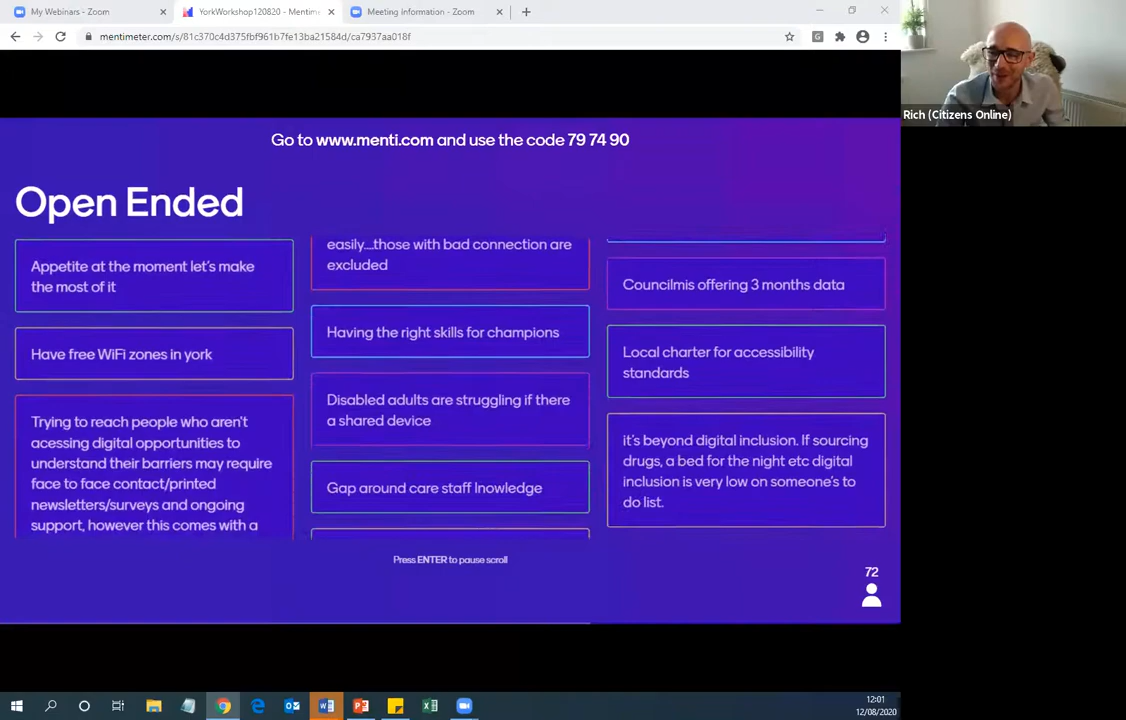 My Webinars - Zoom
YorkWorkshop120820 - Mentim
Meeting Information - Zoom
mentimeter.com/s/81c370c4d375fbf961b7fe13ba21584d/ca7937aa018f
Rich (Citizens Online)
Go to www.menti.com and use the code 79 74 90
Open Ended
Appetite at the moment let's make
the most of it
Have free WiFi zones in york
Trying to reach people who aren't
acessing digital opportunities to
understand their barriers may require
face to face contact/printed
newsletters/surveys and ongoing
support, however this comes with a
easily....those with bad connection are
excluded
Having the right skills for champions
Disabled adults are struggling if there
a shared device
Gap around care staff lnowledge
Councilmis offering 3 months data
Local charter for accessibility
standards
it's beyond digital inclusion. If sourcing
drugs, a bed for the night etc digital
inclusion is very low on someone's to
do list.
Press ENTER to pause scroll
72
12:01
12/08/2020